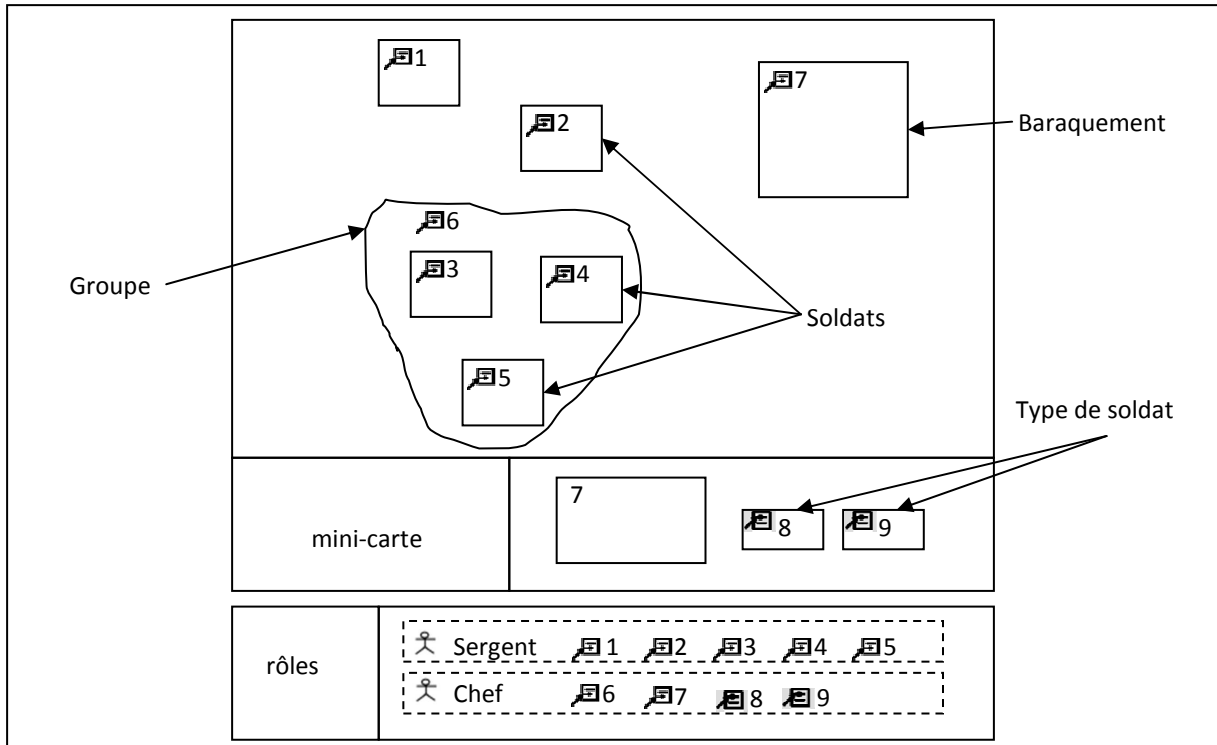 1
7
2
Baraquement
6
3
4
Groupe
Soldats
5
Type de soldat
7
8
9
mini-carte
rôles
Sergent 1 2 3 4 5
Chef 6 7 8 9